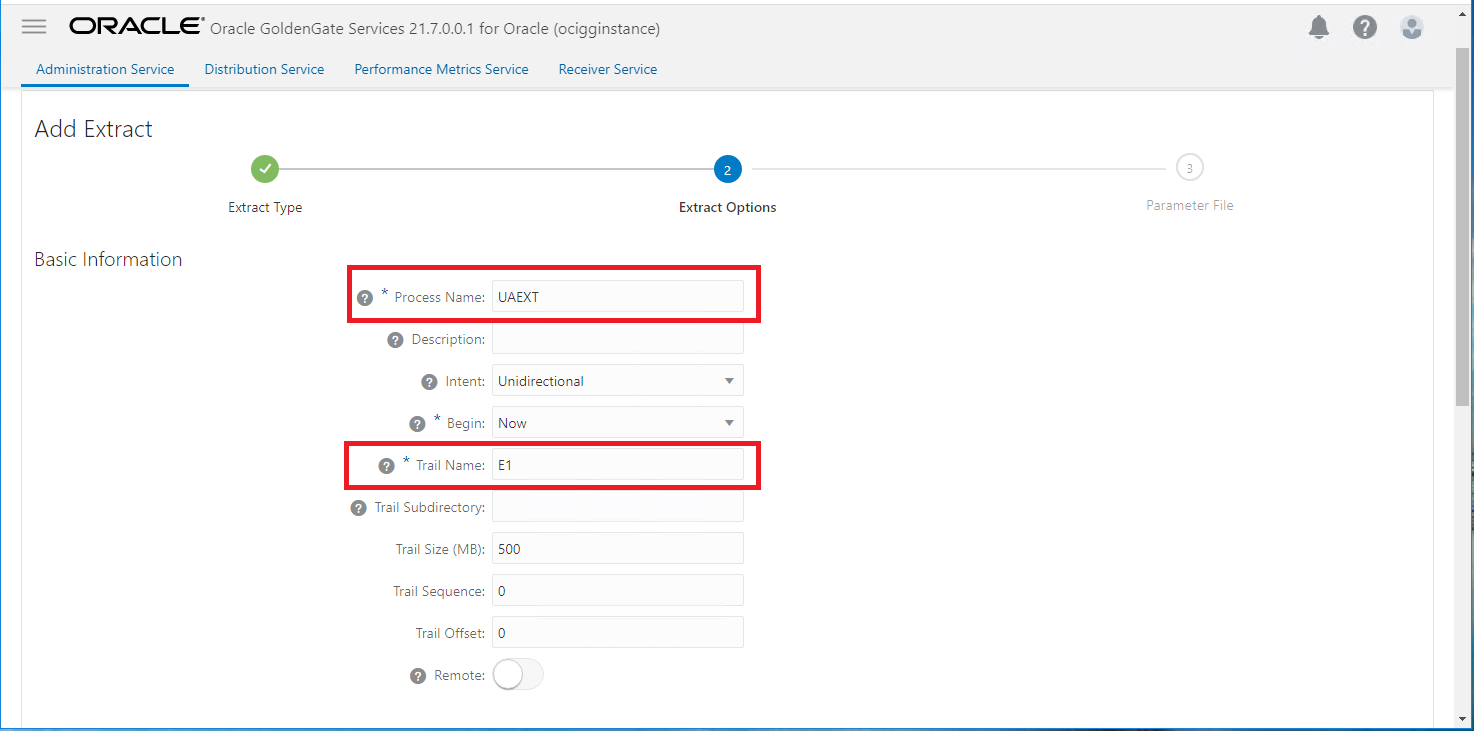 ORACLE® Oracle GoldenGate Services 21.7.0.0.1 for Oracle (ocigginstance)
Administration Service Distribution Service Performance Metrics Service Receiver Service
Add Extract
2 3
Extract Type Extract Options Parameter File
Basic Information
? * Process Name: UAEXT
? Description:
? Intent: Unidirectional
? * Begin: Now
? * Trail Name: E1
? Trail Subdirectory:
Trail Size (MB): 500
Trail Sequence: 0
Trail Offset: 0
? Remote: